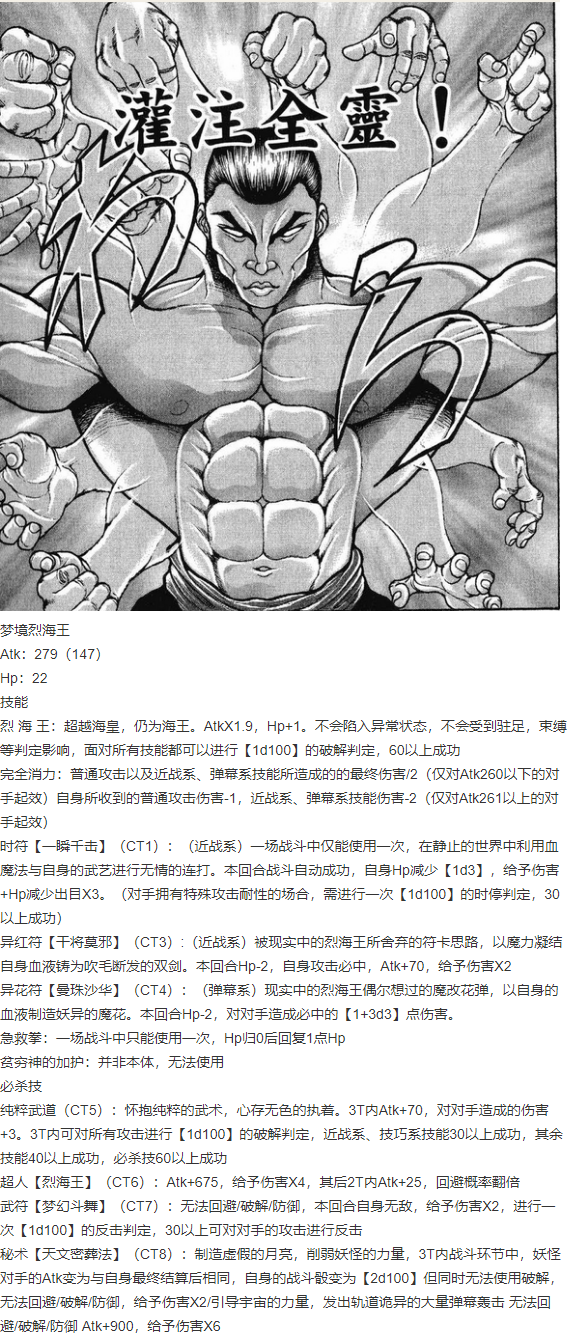 灌注全靈！
梦境烈海王
Atk：279（147）
Hp：22
技能
烈 海 王：超越海皇，仍为海王。AtkX1.9，Hp+1。不会陷入异常状态，不会受到驻足，束缚
等判定影响，面对所有技能都可以进行【1d100】的破解判定，60以上成功
完全消力：普通攻击以及近战系、弹幕系技能所造成的的最终伤害/2（仅对Atk260以下的对
手起效）自身所收到的普通攻击伤害-1，近战系、弹幕系技能伤害-2（仅对Atk261以上的对
手起效）
时符【一瞬千击】（CT1）：（近战系）一场战斗中仅能使用一次，在静止的世界中利用血
魔法与自身的武艺进行无情的连打。本回合战斗自动成功，自身Hp减少【1d3】，给予伤害
+Hp减少出目X3。（对手拥有特殊攻击耐性的场合，需进行一次【1d100】的时停判定，30
以上成功）
异红符【干将莫邪】（CT3）:（近战系）被现实中的烈海王所舍弃的符卡思路，以魔力凝结
自身血液铸为吹毛断发的双剑。本回合Hp-2，自身攻击必中，Atk+70，给予伤害X2
异花符【曼珠沙华】（CT4）：（弹幕系）现实中的烈海王偶尔想过的魔改花弹，以自身的
血液制造妖异的魔花。本回合Hp-2，对对手造成必中的【1+3d3】点伤害。
急救拳：一场战斗中只能使用一次，Hp归0后回复1点Hp
贫穷神的加护：并非本体，无法使用
必杀技
纯粹武道（CT5）：怀抱纯粹的武术，心存无色的执着。3T内Atk+70，对对手造成的伤害
+3。3T内可对所有攻击进行【1d100】的破解判定，近战系、技巧系技能30以上成功，其余
技能40以上成功，必杀技60以上成功
超人【烈海王】（CT6）：Atk+675，给予伤害X4，其后2T内Atk+25，回避概率翻倍
武符【梦幻斗舞】（CT7）：无法回避/破解/防御，本回合自身无敌，给予伤害X2，进行一
次【1d100】的反击判定，30以上可对对手的攻击进行反击
秘术【天文密葬法】（CT8）：制造虚假的月亮，削弱妖怪的力量，3T内战斗环节中，妖怪
对手的Atk变为与自身最终结算后相同，自身的战斗骰变为【2d100】但同时无法使用破解，
无法回避/破解/防御，给予伤害X2/引导宇宙的力量，发出轨道诡异的大量弹幕轰击 无法回
避/破解/防御 Atk+900，给予伤害X6